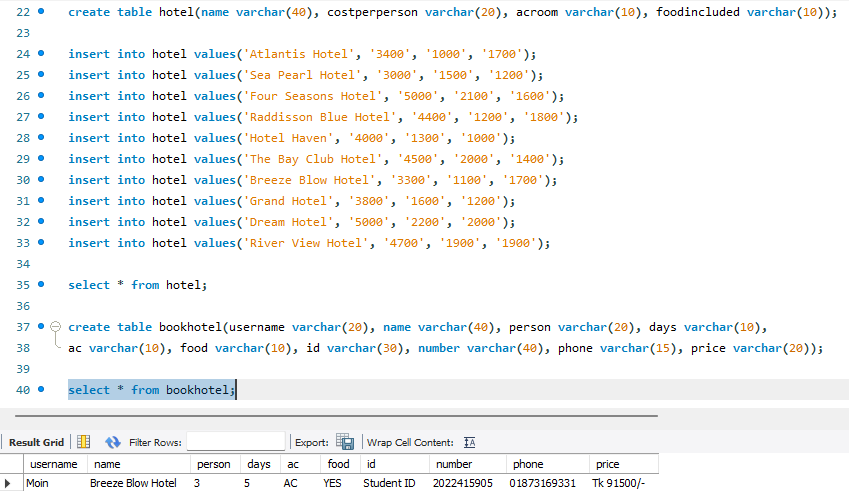 22 create table hotel(name varchar(40), costperperson varchar(20), acroom varchar(10), foodincluded varchar(10));
23
24 insert into hotel values('Atlantis Hotel', '3400', '1000', '1700');
25 insert into hotel values('Sea Pearl Hotel', '3000', '1500', '1200');
26 insert into hotel values('Four Seasons Hotel', '5000', '2100', '1600');
27 insert into hotel values('Raddisson Blue Hotel', '4400', '1200', '1800');
28 insert into hotel values('Hotel Haven', '4000', '1300', '1000');
29 insert into hotel values('The Bay Club Hotel', '4500', '2000', '1400');
30 insert into hotel values('Breeze Blow Hotel', '3300', '1100', '1700');
31 insert into hotel values('Grand Hotel', '3800', '1600', '1200');
32 insert into hotel values('Dream Hotel', '5000', '2200', '2000');
33 insert into hotel values('River View Hotel', '4700', '1900', '1900');
34
35 select * from hotel;
36
37 create table bookhotel(username varchar(20), name varchar(40), person varchar(20), days varchar(10),
38 ac varchar(10), food varchar(10), id varchar(30), number varchar(40), phone varchar(15), price varchar(20));
39
40 select * from bookhotel;
Result Grid Filter Rows: Export: Wrap Cell Content: IA
username name person days ac food id number phone price
Moin Breeze Blow Hotel 3 5 AC YES Student ID 2022415905 01873169331 Tk 91500/-